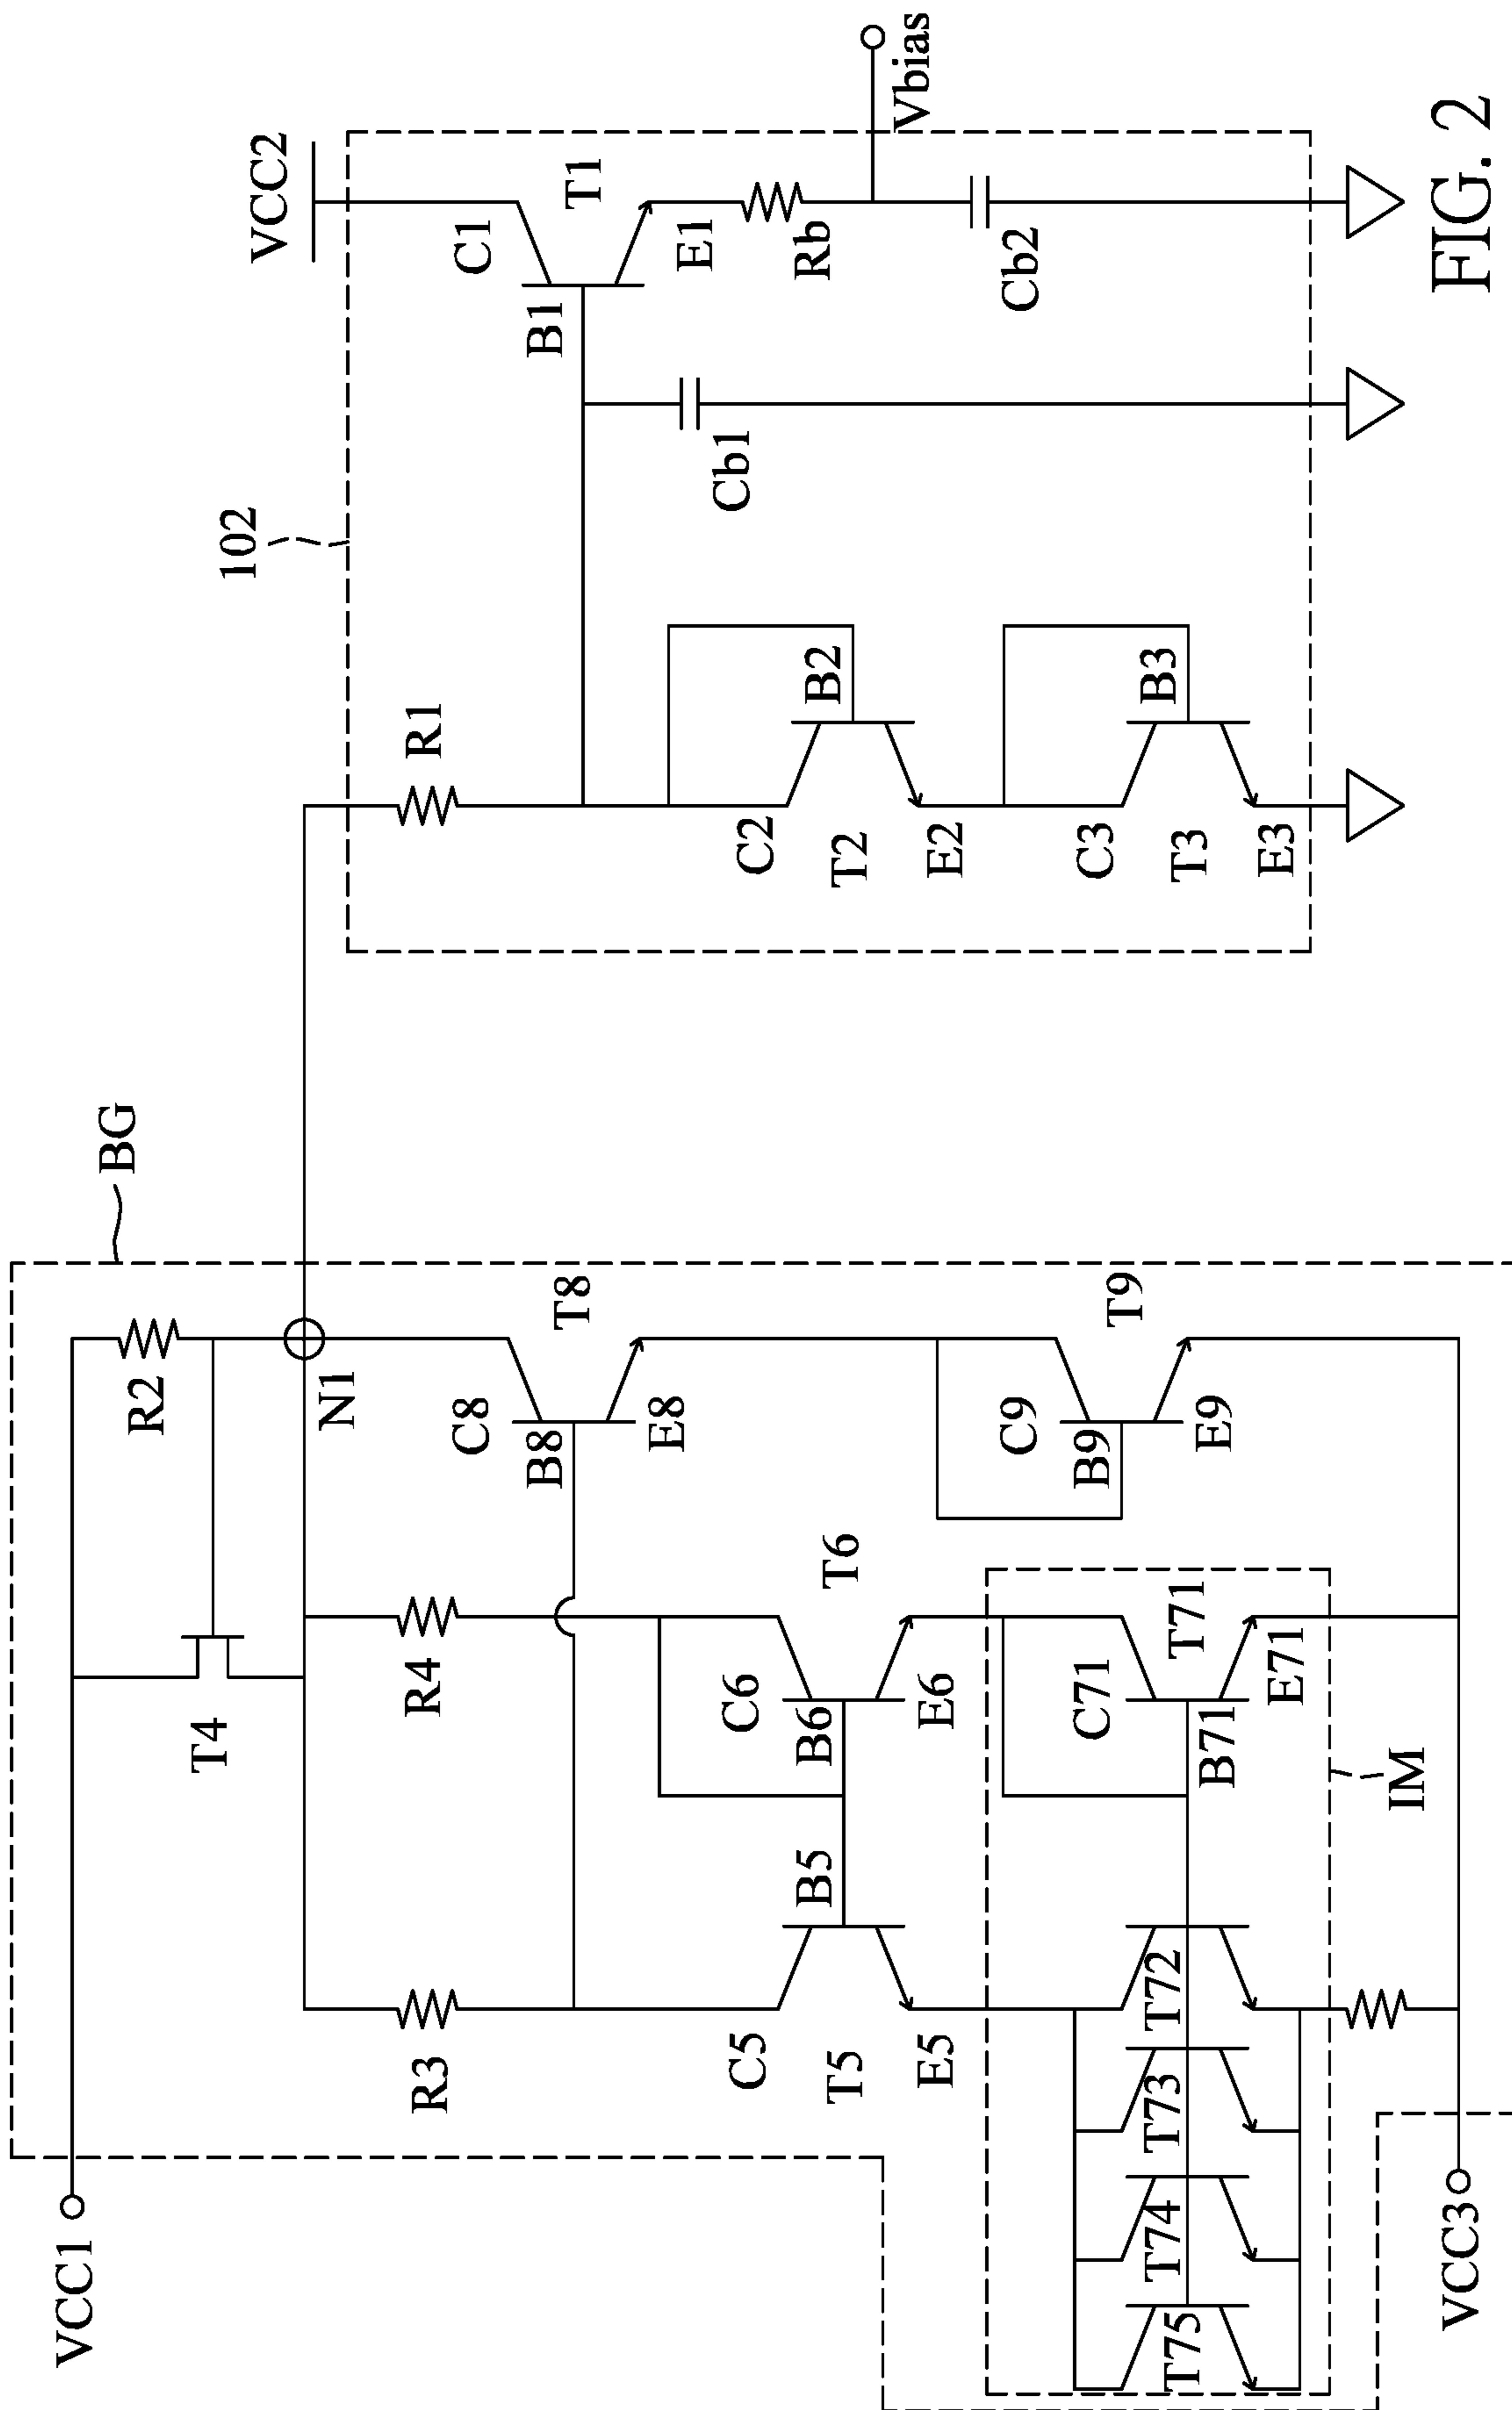 VCC1
R2
BG
T4
N1
R3
R4
C8
B8
T8
E8
C5
B5
T5
E5
C6
B6
T6
E6
C9
B9
T9
E9
T75
T74
T73
T72
C71
B71
T71
E71
IM
VCC3
102
VCC2
R1
C1
B1
T1
E1
Rb
Vbias
Cb1
Cb2
C2
B2
T2
E2
C3
B3
T3
E3
FIG. 2